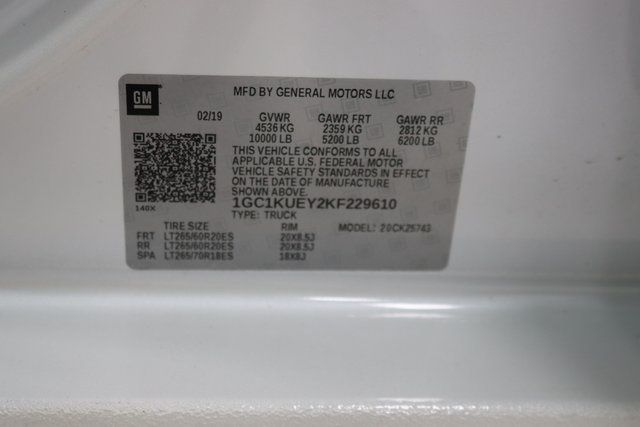 GM
MFD BY GENERAL MOTORS LLC
02/19 GVWR GAWR FRT GAWR RR
4536 KG 2359 KG 2812 KG
10000 LB 5200 LB 6200 LB
THIS VEHICLE CONFORMS TO ALL
APPLICABLE U.S. FEDERAL MOTOR
VEHICLE SAFETY STANDARDS IN EFFECT
ON THE DATE OF MANUFACTURE
SHOWN ABOVE.
140X 1GC1KUEY2KF229610
TYPE: TRUCK
TIRE SIZE RIM MODEL: 20CK25743
FRT LT265/60R20ES 20X8.5J
RR LT265/60R20ES 20X8.5J
SPA LT265/70R18ES 18X8J